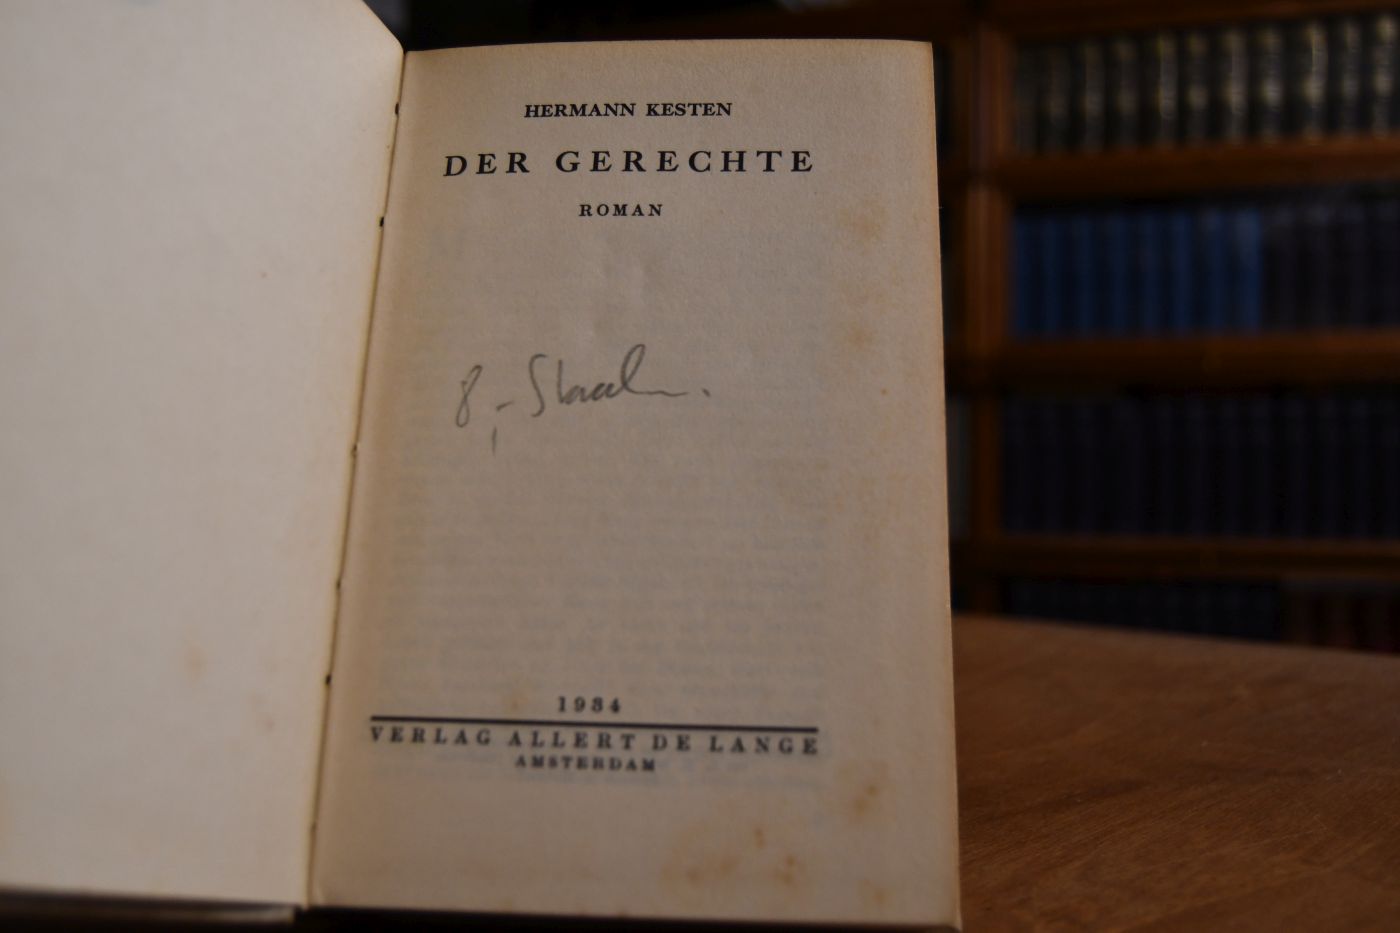 HERMANN KESTEN
DER GERECHTE
ROMAN
8,-
1934
VERLAG ALLERT DE LANGE
AMSTERDAM